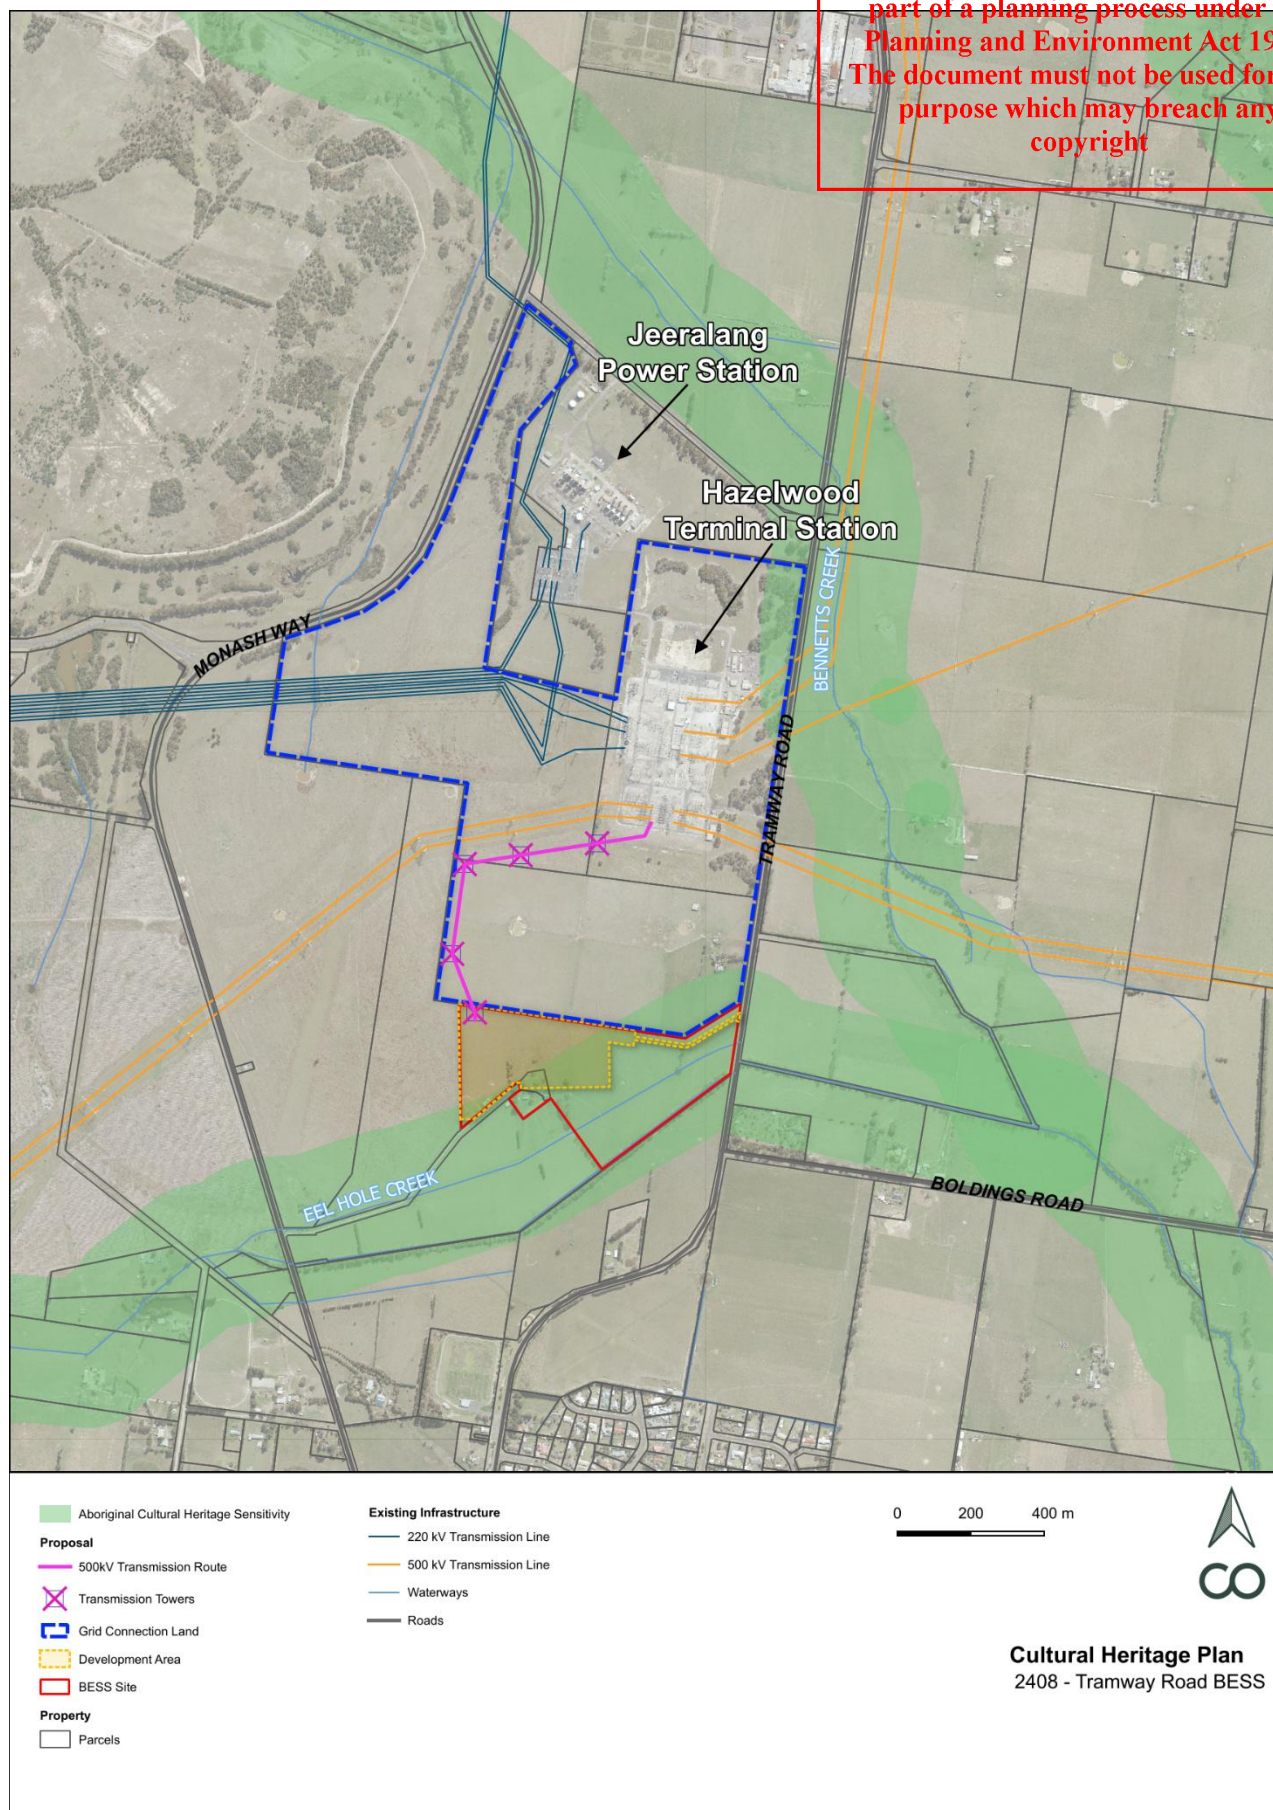 part of a planning process under
Planning and Environment Act 19
The document must not be used for
purpose which may breach any
copyright
Jeeralang
Power Station
Hazelwood
Terminal Station
MONASH WAY
BENNETTS CREEK
TRAMWAY ROAD
EEL HOLE CREEK
BOLDINGS ROAD
Aboriginal Cultural Heritage Sensitivity
Proposal
500kV Transmission Route
Transmission Towers
Grid Connection Land
Development Area
BESS Site
Property
Parcels
Existing Infrastructure
220 kV Transmission Line
500 kV Transmission Line
Waterways
Roads
0 200 400 m
CO
Cultural Heritage Plan
2408 - Tramway Road BESS